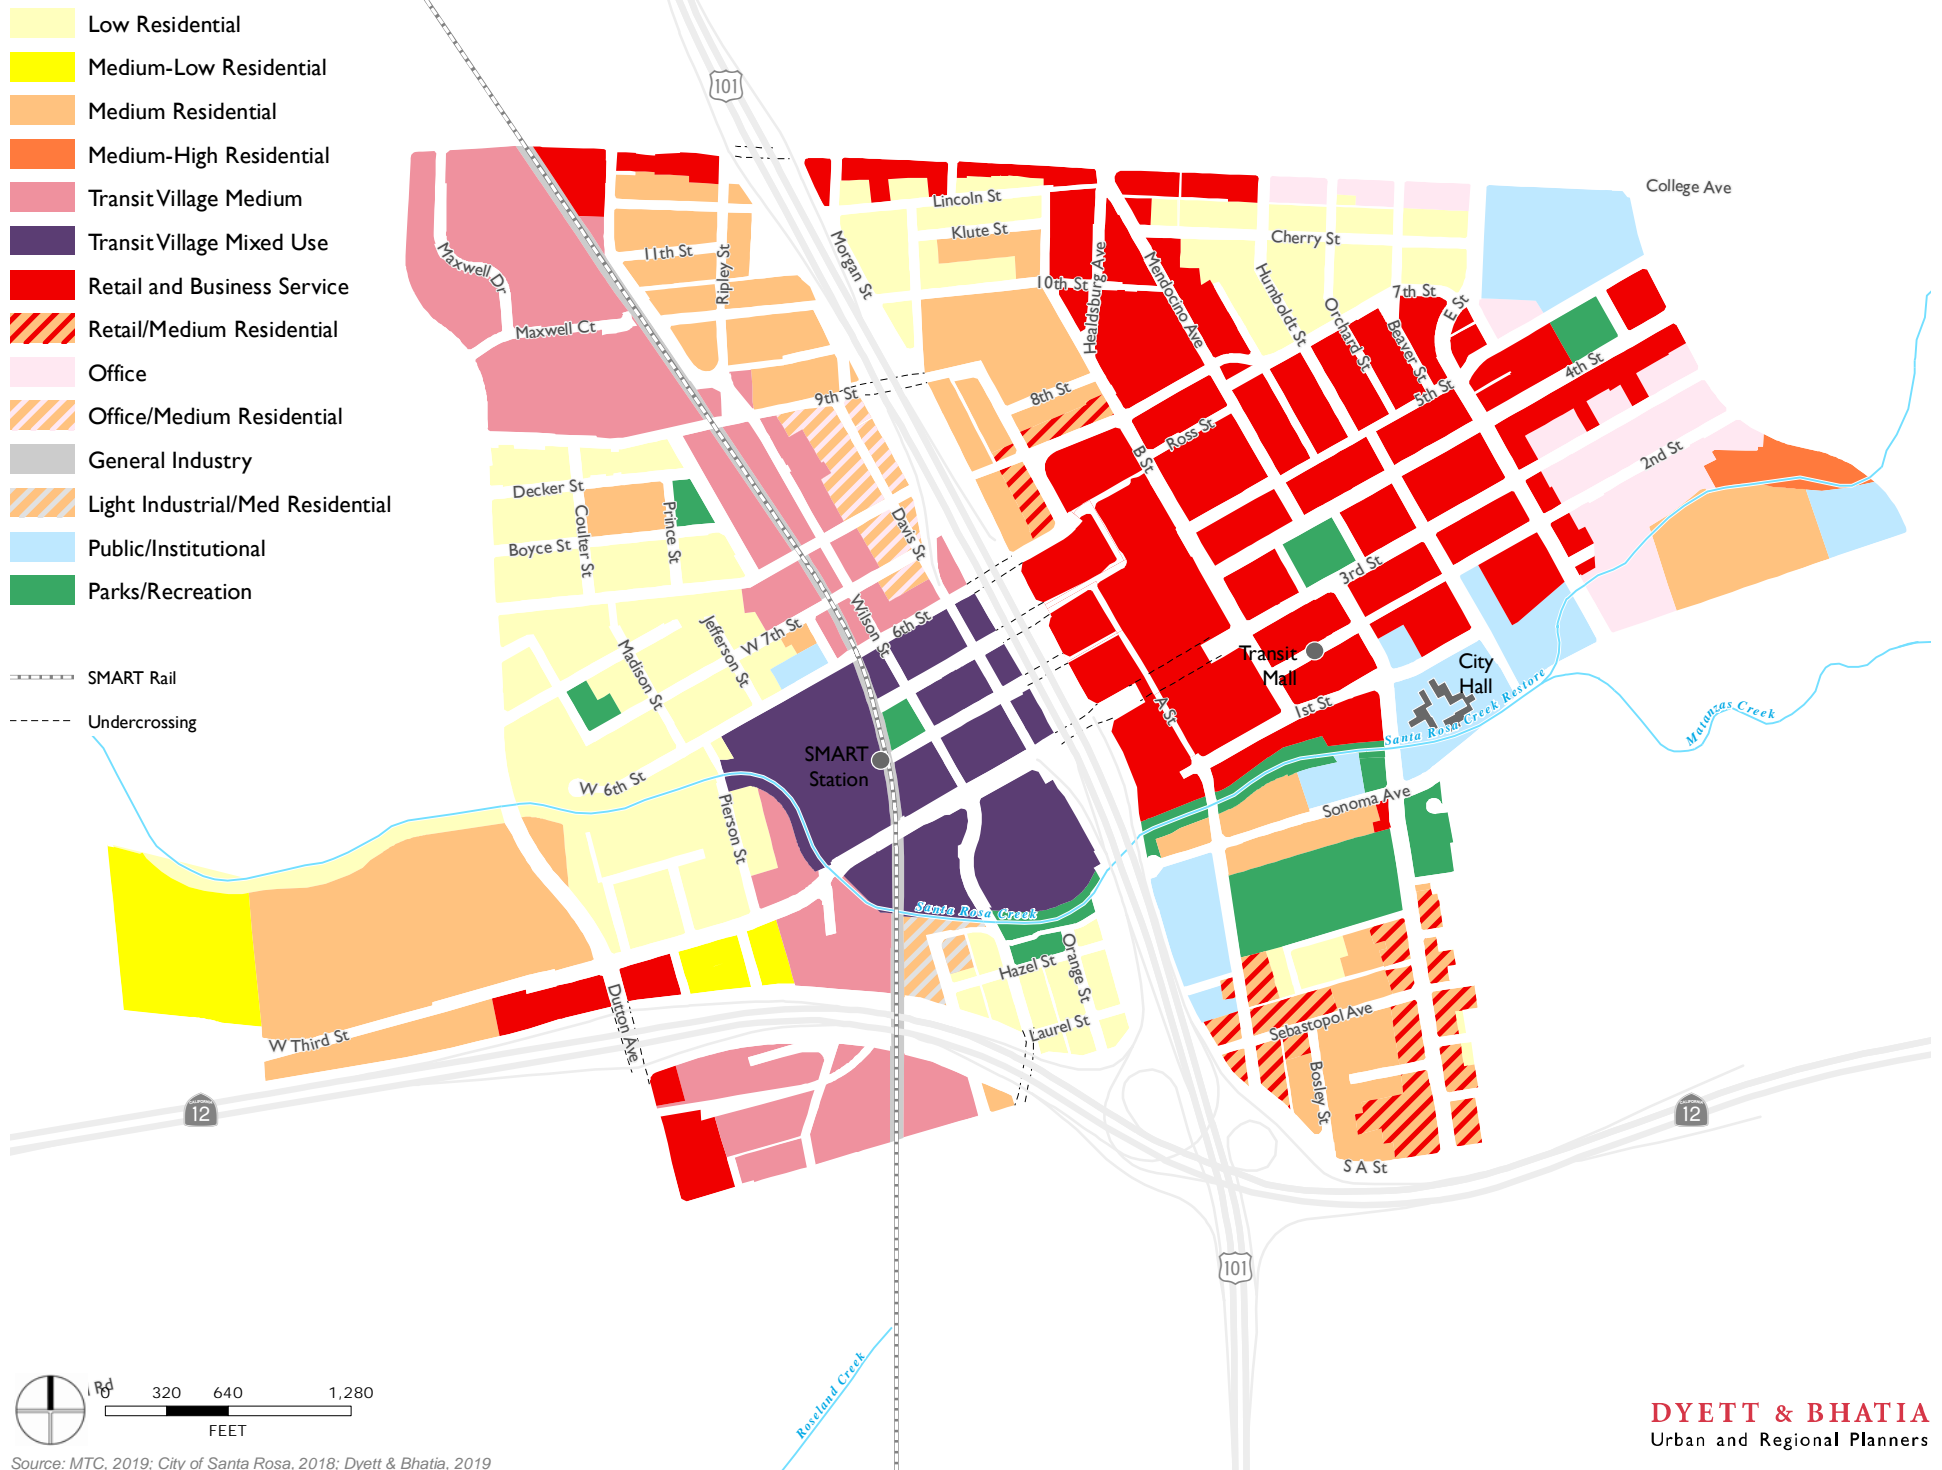 Low Residential
Medium-Low Residential
Medium Residential
Medium-High Residential
Transit Village Medium
Transit Village Mixed Use
Retail and Business Service
Retail/Medium Residential
Office
Office/Medium Residential
General Industry
Light Industrial/Med Residential
Public/Institutional
Parks/Recreation
SMART Rail
Undercrossing
101
College Ave
Lincoln St
Klute St
Cherry St
11th St
Ripley St
Morgan St
Maxwell Dr
Maxwell Ct
10th St
Healdsburg Ave
Mendocino Ave
Humboldt St
Orchard St
Beaver St
7th St
E St
4th St
5th St
9th St
8th St
Ross St
B St
2nd St
Decker St
Coulter St
Prince St
Boyce St
Davis St
3rd St
Wilson St
6th St
W 7th St
Jefferson St
Madison St
Transit
Mall
City
Hall
A St
1st St
Santa Rosa Creek Restore
Matanzas Creek
SMART
Station
W 6th St
Pierson St
Sonoma Ave
Santa Rosa Creek
Hazel St
Orange St
Laurel St
Dutton Ave
W Third St
Sebastopol Ave
Bosley St
S A St
CALIFORNIA
12
CALIFORNIA
12
101
Roseland Creek
Rd
0 320 640 1,280
FEET
Source: MTC, 2019; City of Santa Rosa, 2018; Dyett & Bhatia, 2019
DYETT & BHATIA
Urban and Regional Planners